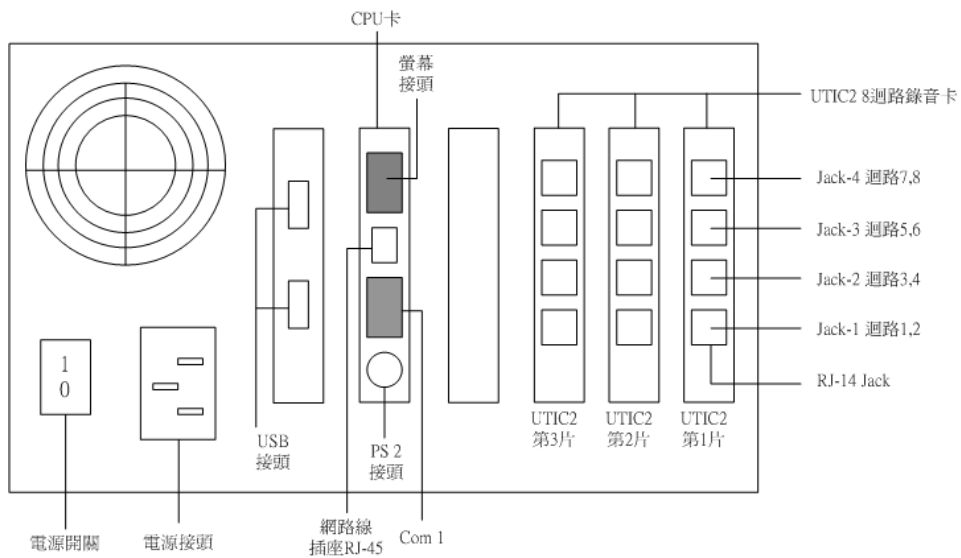 CPU卡
螢幕
接頭
UTIC2 8迴路錄音卡
Jack-4 迴路7,8
Jack-3 迴路5,6
Jack-2 迴路3,4
Jack-1 迴路1,2
RJ-14 Jack
1
0
USB
接頭
PS 2
接頭
UTIC2
第3片
UTIC2
第2片
UTIC2
第1片
電源開關
電源接頭
網路線
插座RJ-45
Com 1